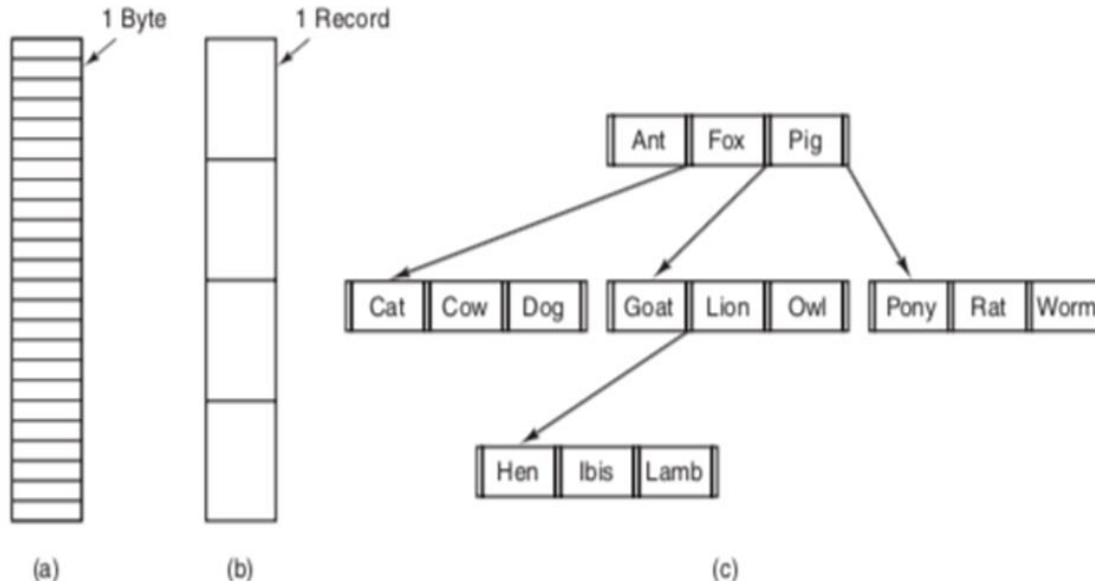 1 Byte
1 Record
Ant Fox Pig
Cat Cow Dog
Goat Lion Owl
Pony Rat Worm
Hen Ibis Lamb
(a)
(b)
(c)